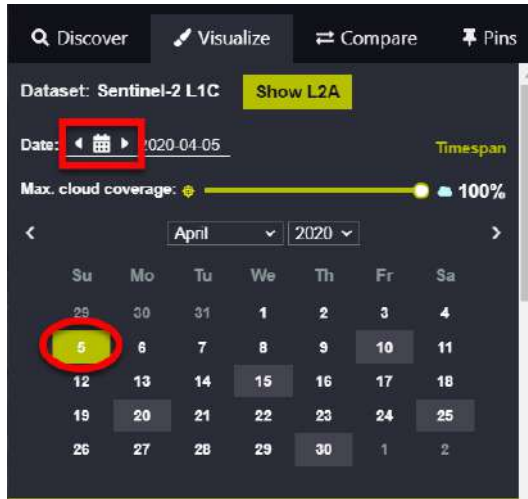 Discover Visualize Compare Pins
Dataset: Sentinel-2 L1C Show L2A
Date: 2020-04-05 Timespan
Max. cloud coverage: 100%
April 2020
Su Mo Tu We Th Fr Sa
29 30 31 1 2 3 4
5 6 7 8 9 10 11
12 13 14 15 16 17 18
19 20 21 22 23 24 25
26 27 28 29 30 1 2